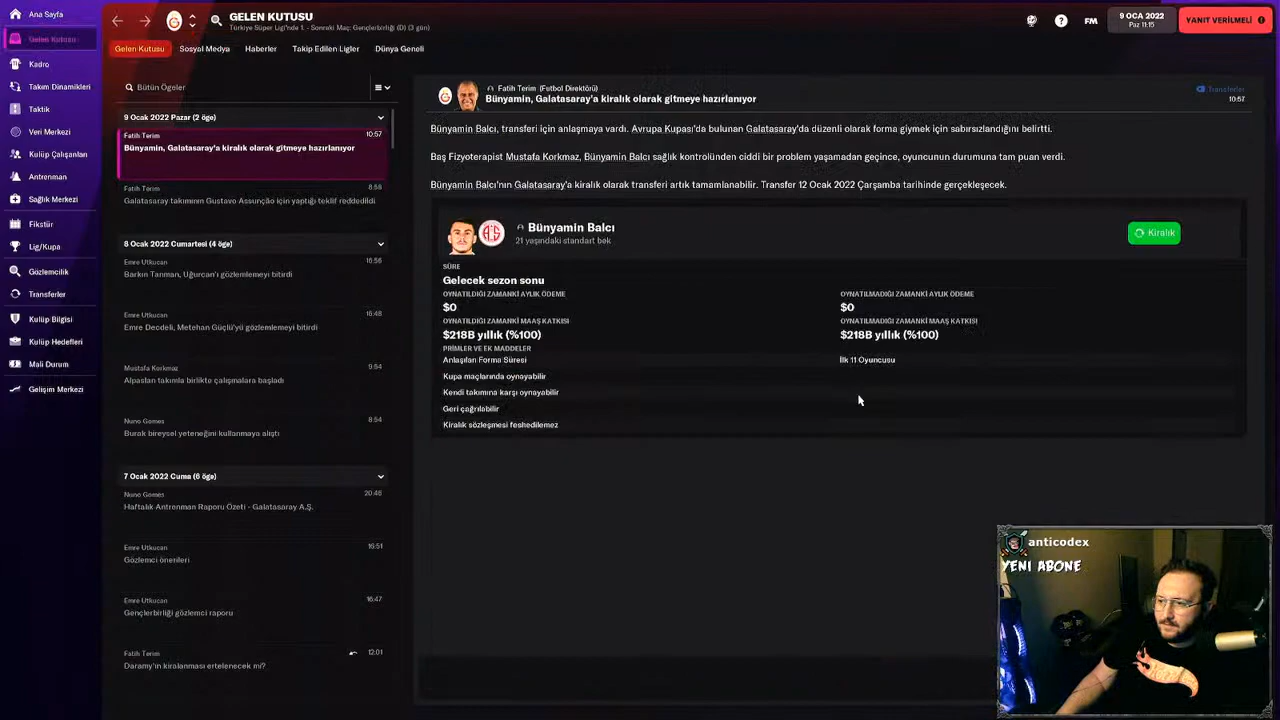 Ana Sayfa
Gelen Kutusu
Kadro
Takım Dinamikleri
Taktik
Veri Merkezi
Kulüp Çalışanları
Antrenman
Sağlık Merkezi
Fikstür
Lig/Kupa
Gözlemcilik
Transferler
Kulüp Bilgisi
Kulüp Hedefleri
Mali Durum
Gelişim Merkezi
GELEN KUTUSU
Türkiye Süper Ligi'nde 1. - Sonraki Maç: Gençlerbirliği (D) (3 gün)
FM
9 OCA 2022
Paz 11:15
YANIT VERİLMELİ
Gelen Kutusu
Sosyal Medya
Haberler
Takip Edilen Ligler
Dünya Geneli
Bütün Ögeler
9 Ocak 2022 Pazar (2 öge)
Fatih Terim 10:57
Bünyamin, Galatasaray'a kiralık olarak gitmeye hazırlanıyor
Fatih Terim 8:58
Galatasaray takımının Gustavo Assunção için yaptığı teklif reddedildi
8 Ocak 2022 Cumartesi (4 öge)
Emre Utkucan 16:56
Barkın Tanman, Uğurcan'ı gözlemlemeyi bitirdi
Emre Utkucan 16:48
Emre Decdeli, Metehan Güçlü'yü gözlemlemeyi bitirdi
Mustafa Korkmaz 9:54
Alpaslan takımla birlikte çalışmalara başladı
Nuno Gomes 8:54
Burak bireysel yeteneğini kullanmaya alıştı
7 Ocak 2022 Cuma (6 öge)
Nuno Gomes 20:46
Haftalık Antrenman Raporu Özeti - Galatasaray A.Ş.
Emre Utkucan 16:51
Gözlemci önerileri
Emre Utkucan 16:47
Gençlerbirliği gözlemci raporu
Fatih Terim 12:01
Daramy'ın kiralanması ertelenecek mi?
Fatih Terim (Futbol Direktörü)
Bünyamin, Galatasaray'a kiralık olarak gitmeye hazırlanıyor
Transferler
10:57
Bünyamin Balcı, transferi için anlaşmaya vardı. Avrupa Kupası'da bulunan Galatasaray'da düzenli olarak forma giymek için sabırsızlandığını belirtti.
Baş Fizyoterapist Mustafa Korkmaz, Bünyamin Balcı sağlık kontrolünden ciddi bir problem yaşamadan geçince, oyuncunun durumuna tam puan verdi.
Bünyamin Balcı'nın Galatasaray'a kiralık olarak transferi artık tamamlanabilir. Transfer 12 Ocak 2022 Çarşamba tarihinde gerçekleşecek.
Bünyamin Balcı
21 yaşındaki standart bek
Kiralık
SÜRE
Gelecek sezon sonu
OYNATILDIĞI ZAMANKİ AYLIK ÖDEME
$0
OYNATILMADIĞI ZAMANKİ AYLIK ÖDEME
$0
OYNATILDIĞI ZAMANKİ MAAŞ KATKISI
$218B yıllık (%100)
OYNATILMADIĞI ZAMANKİ MAAŞ KATKISI
$218B yıllık (%100)
PRİMLER VE EK MADDELER
Anlaşılan Forma Süresi İlk 11 Oyuncusu
Kupa maçlarında oynayabilir
Kendi takımına karşı oynayabilir
Geri çağrılabilir
Kiralık sözleşmesi feshedilemez
anticodex
YENİ ABONE